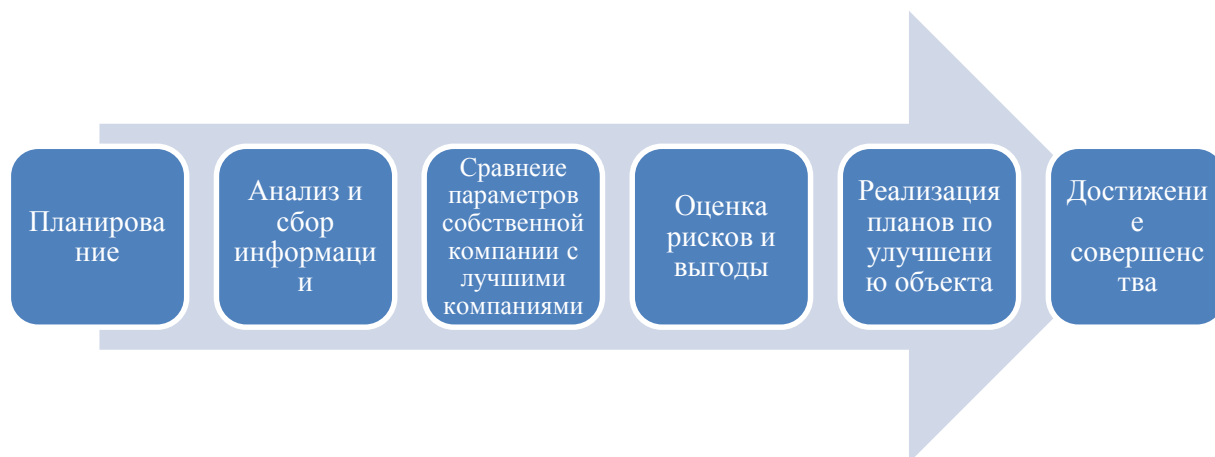 Планирова
ние
Анализ и
сбор
информаци
и
Сравнеие
параметров
собственной
компании с
лучшими
компаниями
Оценка
рисков и
выгоды
Реализация
планов по
улучшени
ю объекта
Достижени
е
совершенс
тва